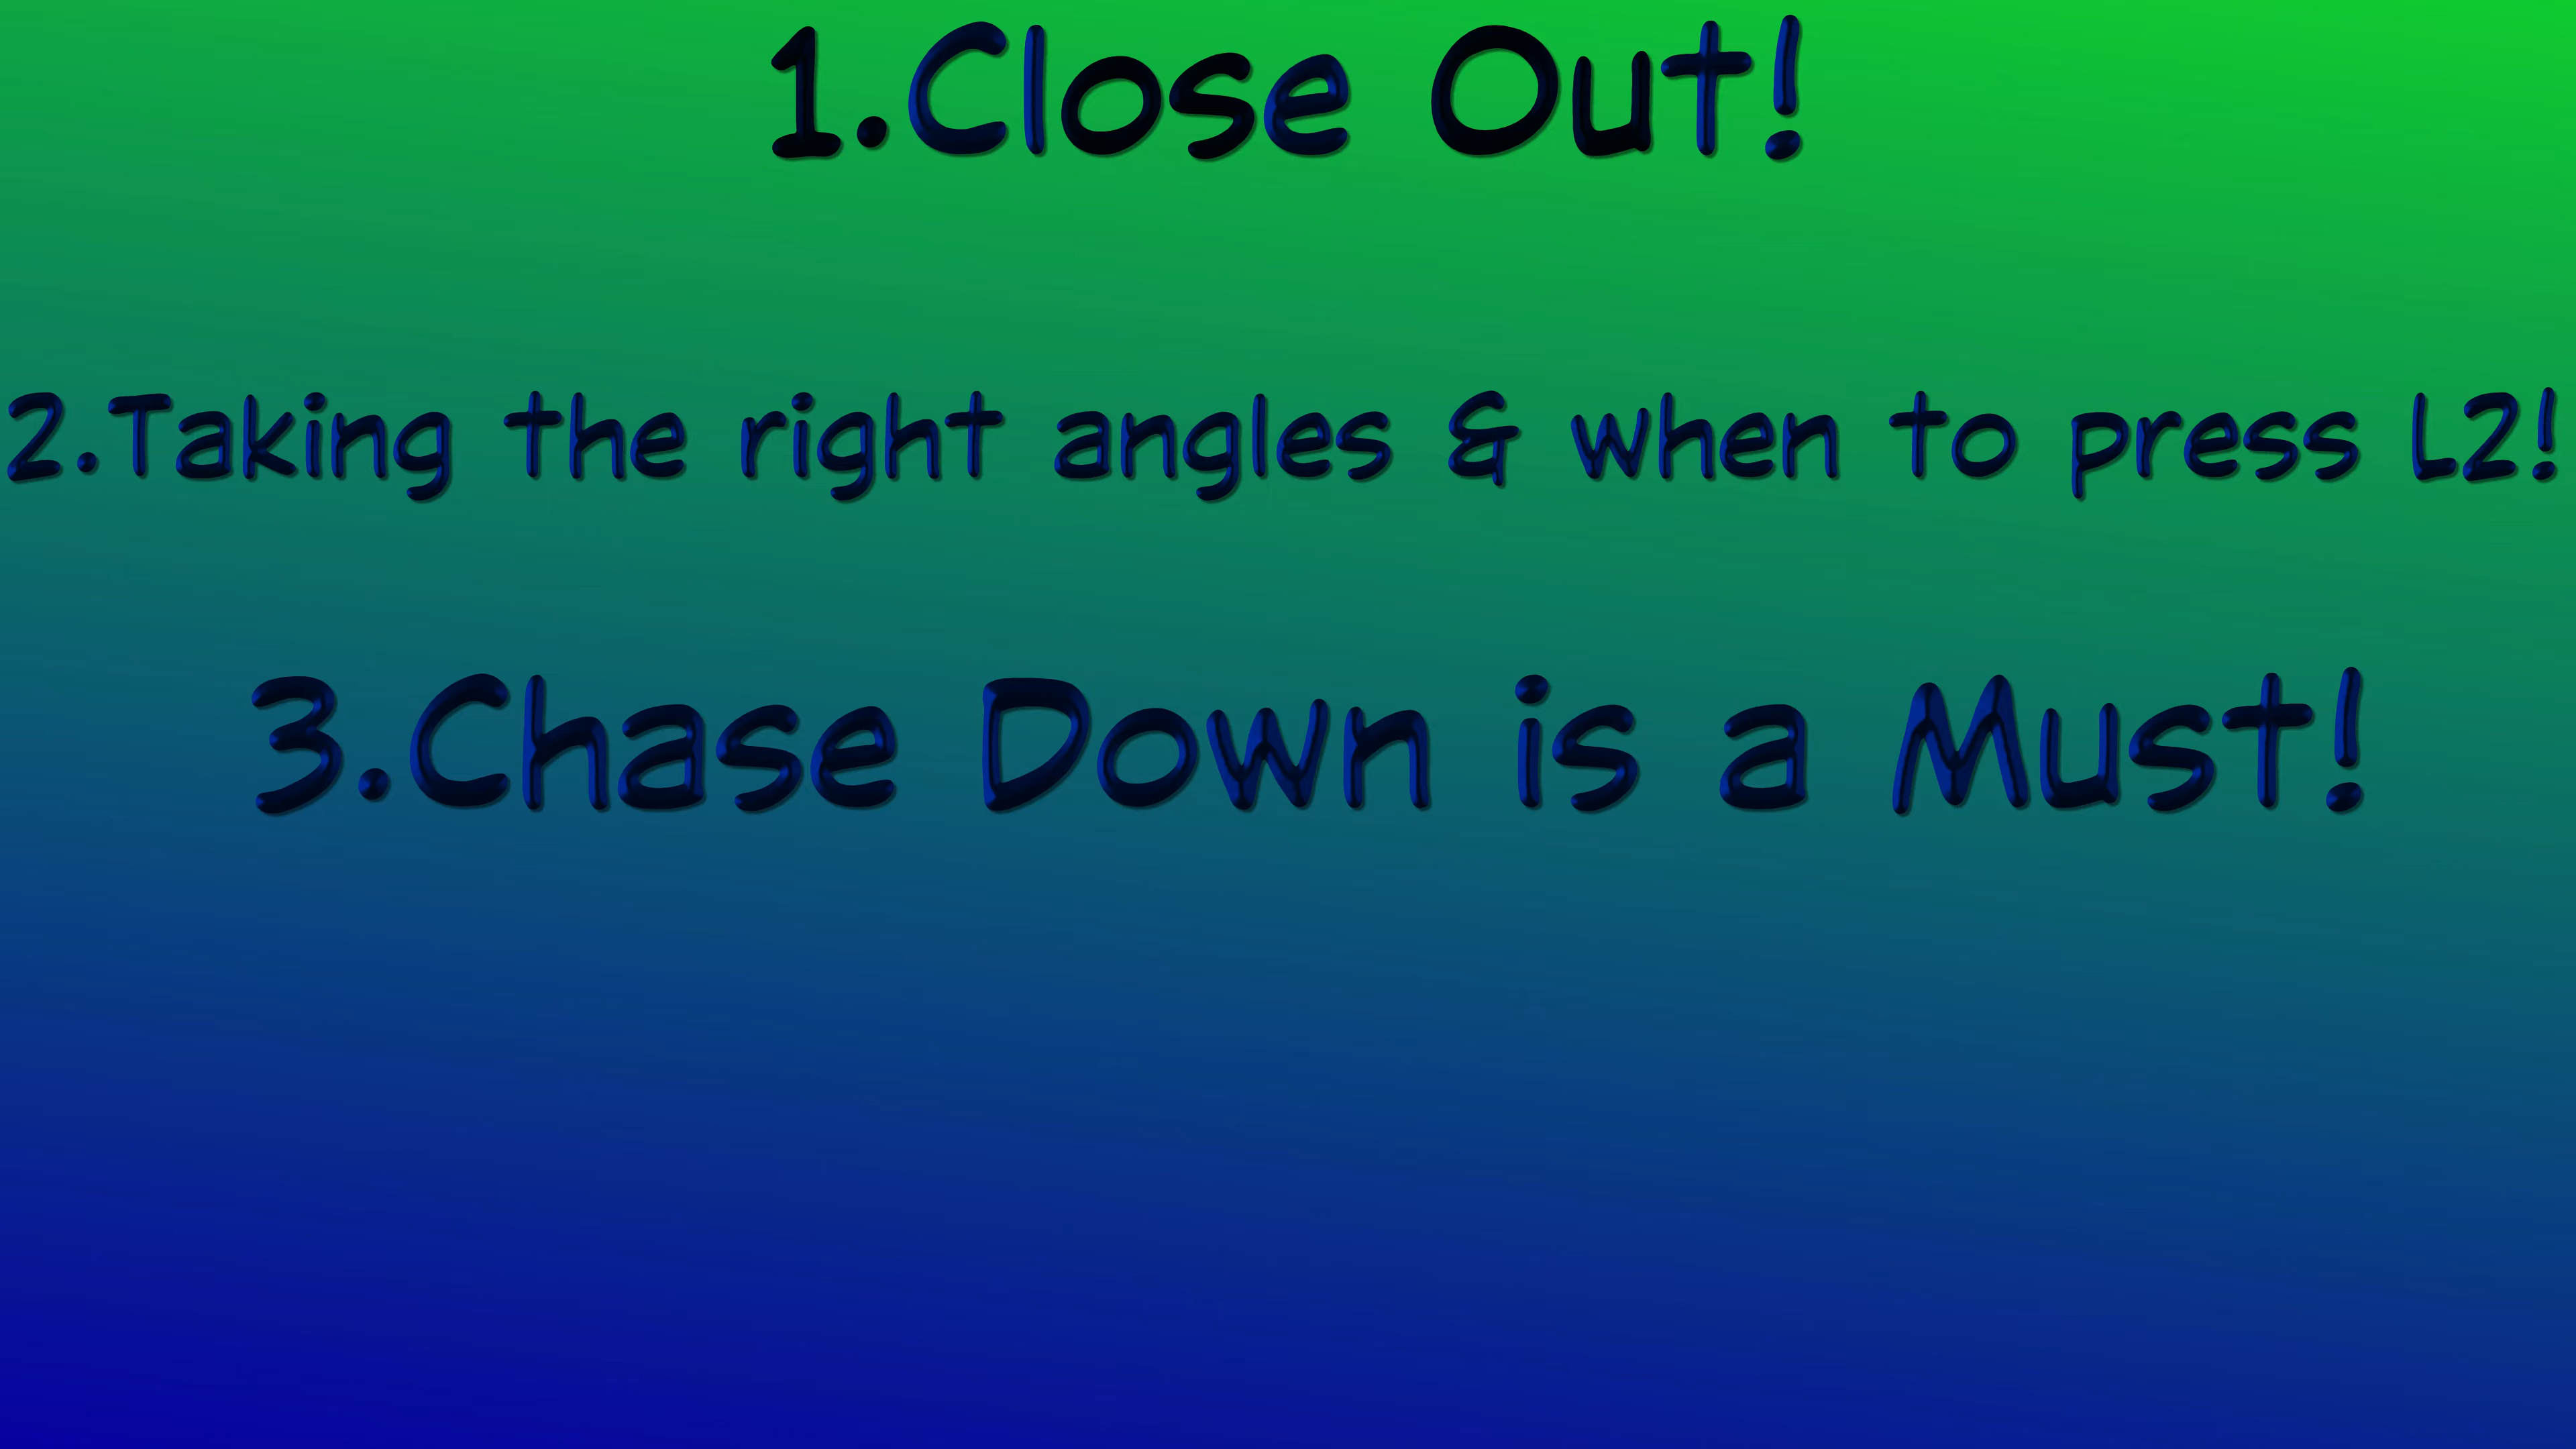 1.Close Out!
2.Taking the right angles & when to press L2!
3.Chase Down is a Must!